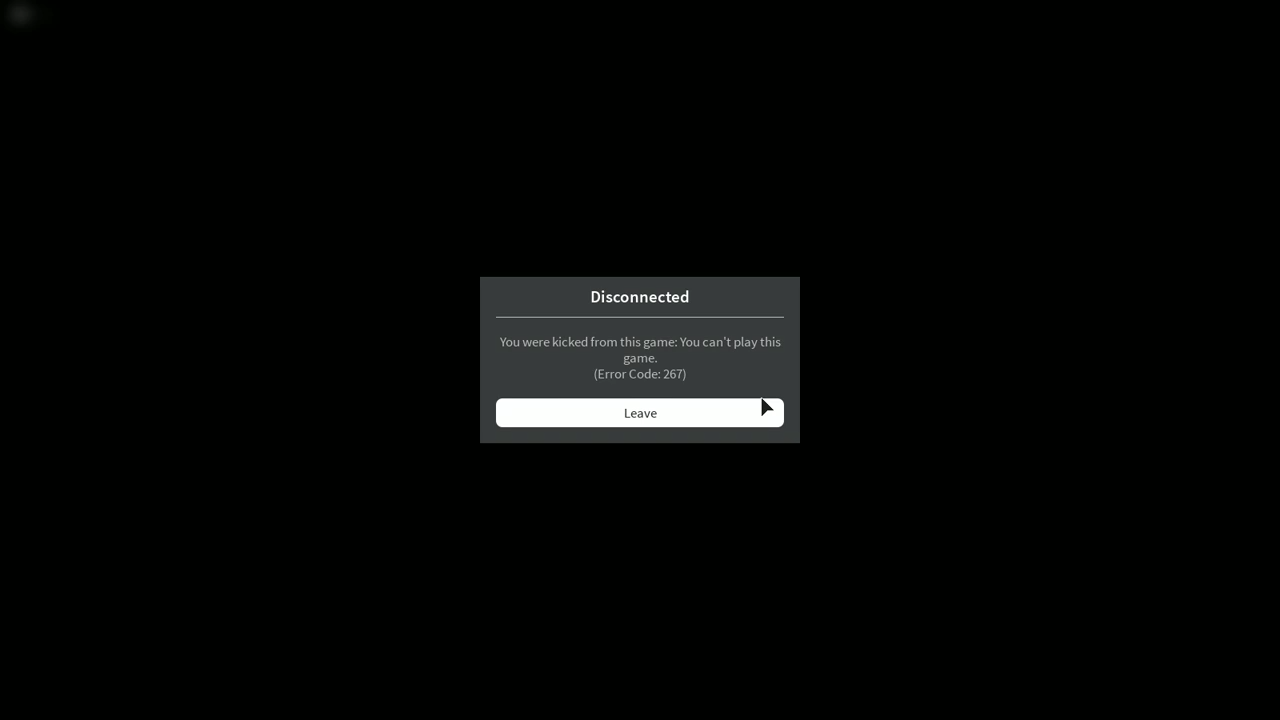 Disconnected
You were kicked from this game: You can't play this
game.
(Error Code: 267)
Leave